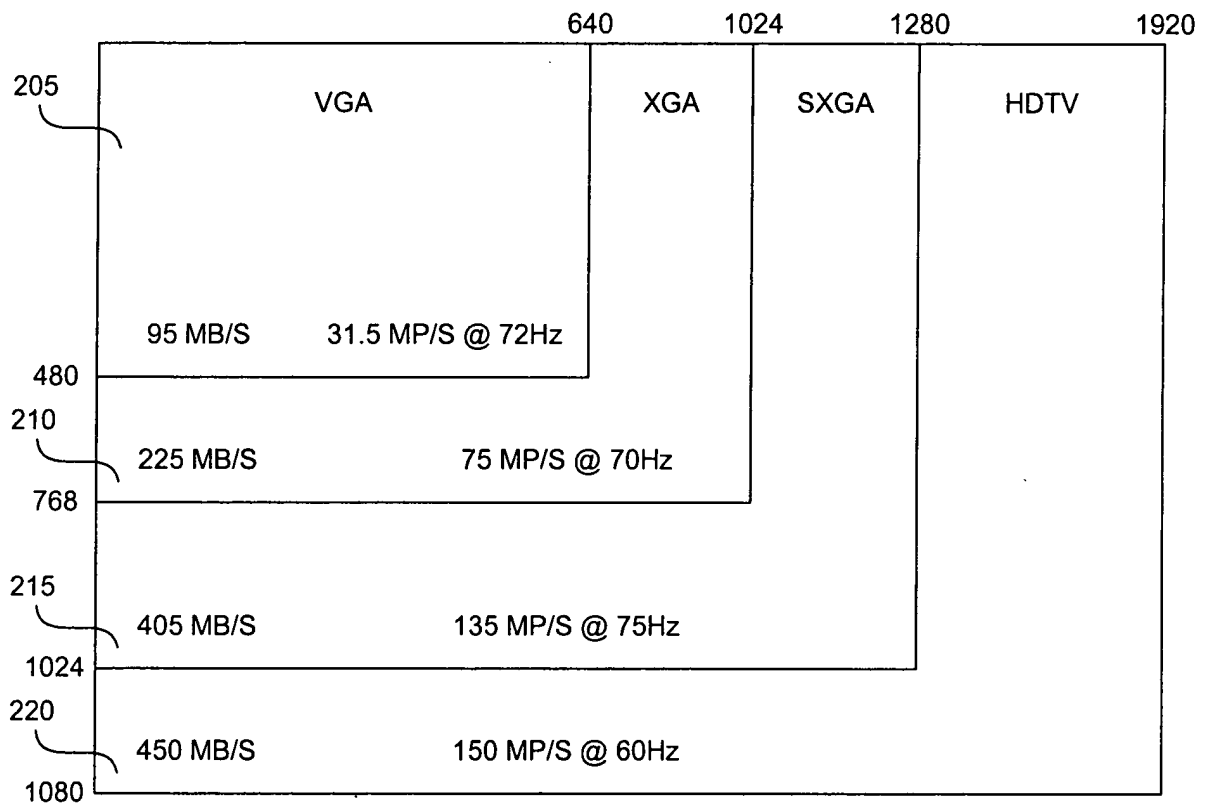 640 1024 1280 1920
205
VGA XGA SXGA HDTV
95 MB/S 31.5 MP/S @ 72Hz
480
210
225 MB/S 75 MP/S @ 70Hz
768
215
405 MB/S 135 MP/S @ 75Hz
1024
220
450 MB/S 150 MP/S @ 60Hz
1080